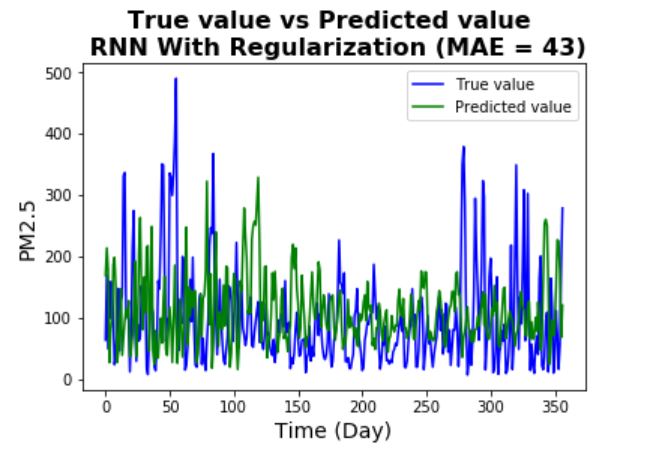 True value vs Predicted value
RNN With Regularization (MAE = 43)
True value
Predicted value
500
400
300
200
100
0
PM2.5
0 50 100 150 200 250 300 350
Time (Day)